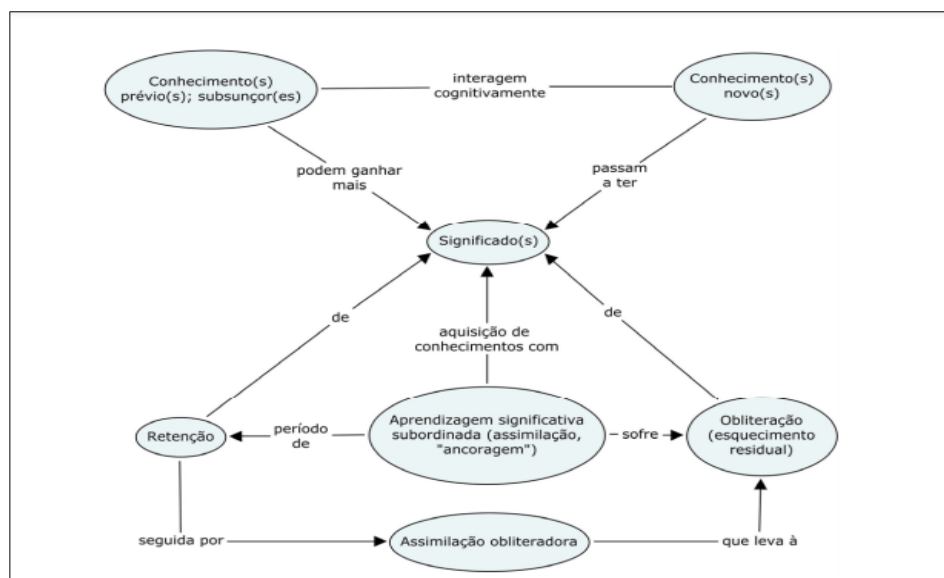 Conhecimento(s)
prévio(s); subsunçor(es)
interagem
cognitivamente
Conhecimento(s)
novo(s)
podem ganhar
mais
passam
a ter
Significado(s)
de
aquisição de
conhecimentos com
de
Retenção
período
de
Aprendizagem significativa
subordinada (assimilação,
"ancoragem")
sofre
Obliteração
(esquecimento
residual)
seguida por
Assimilação obliteradora
que leva à